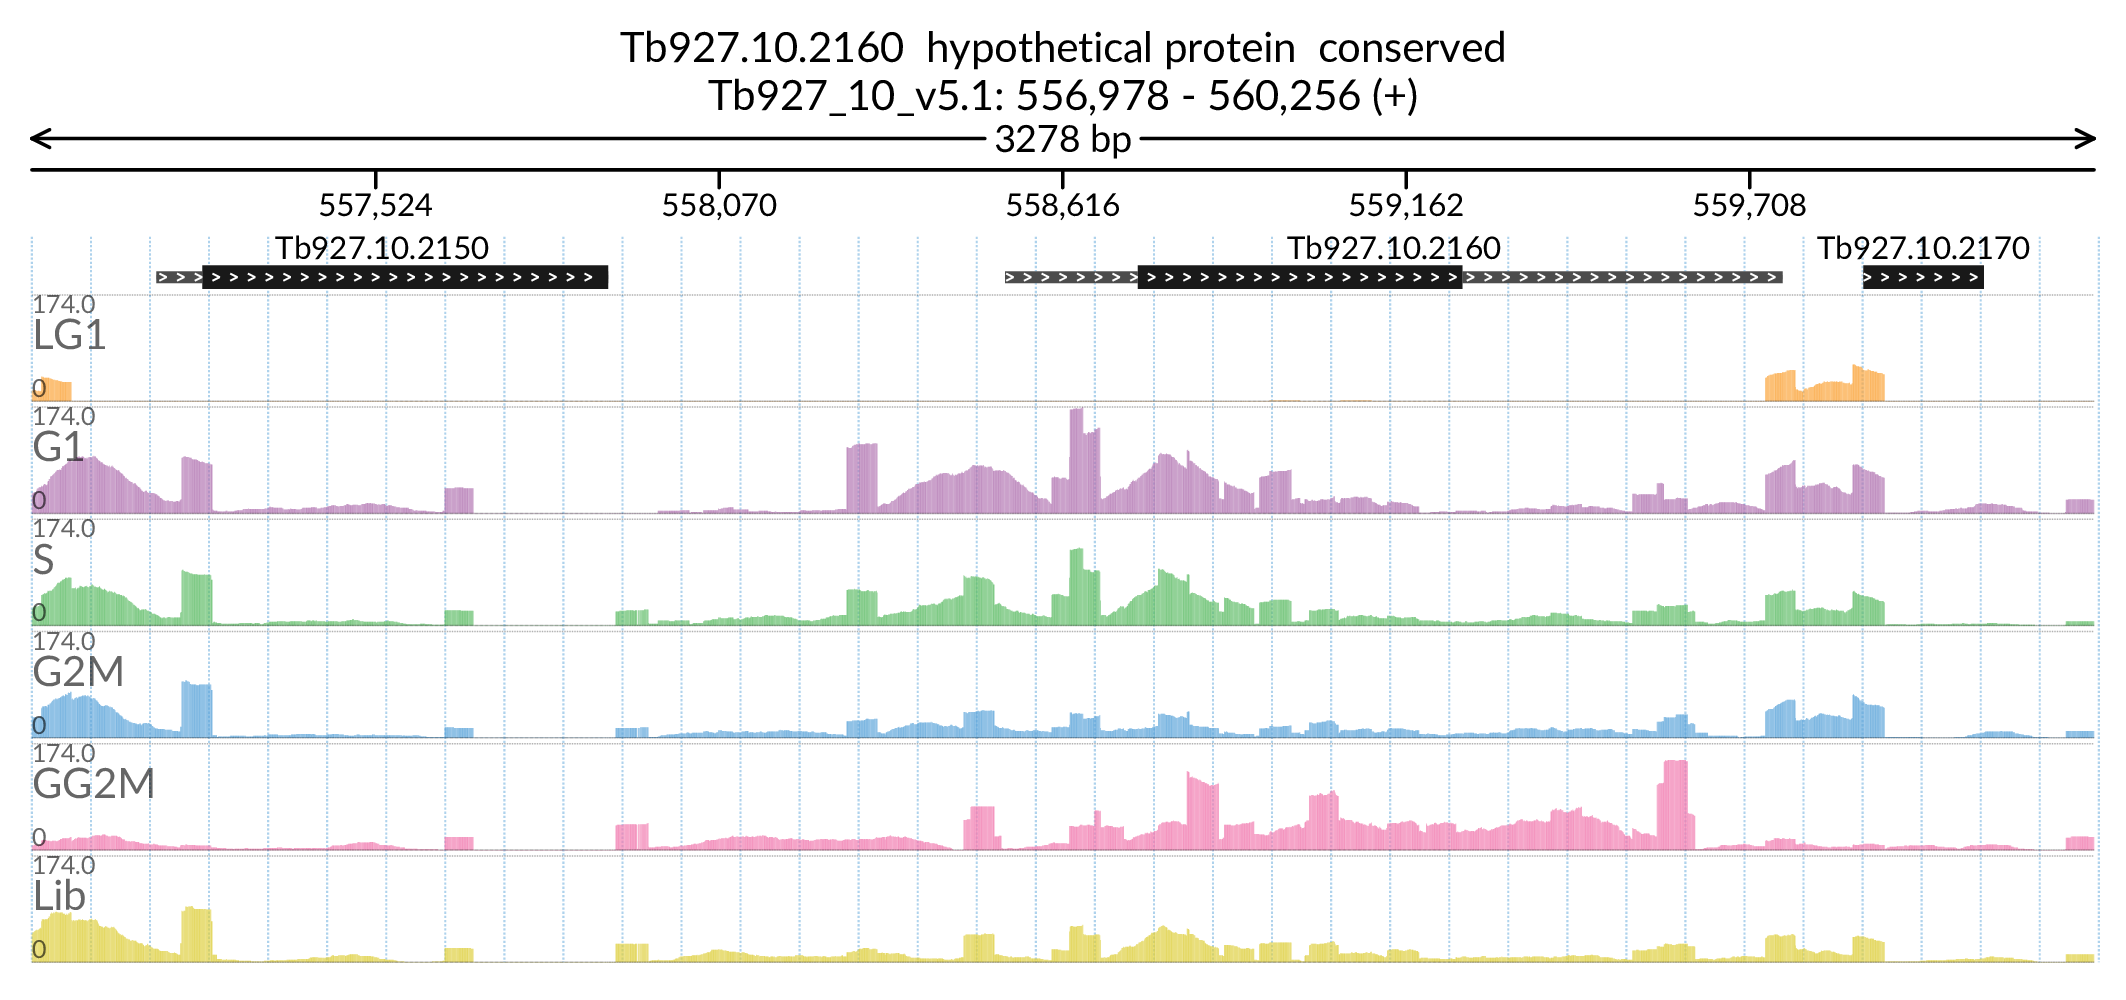 Tb927.10.2160 hypothetical protein conserved
Tb927_10_v5.1: 556,978 - 560,256 (+)
3278 bp
557,524 558,070 558,616 559,162 559,708
Tb927.10.2150 Tb927.10.2160 Tb927.10.2170
174.0
LG1
0
174.0
G1
0
174.0
S
0
174.0
G2M
0
174.0
GG2M
0
174.0
Lib
0